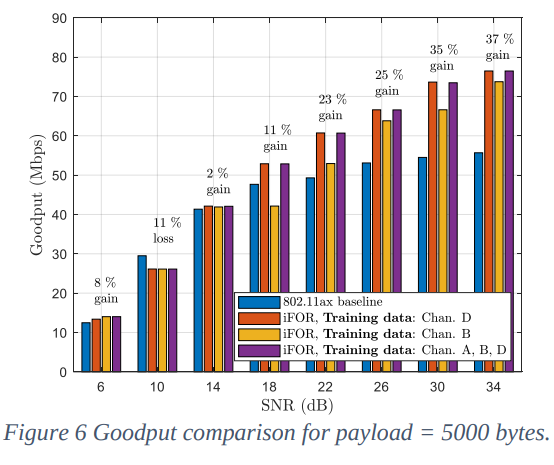 90
80
70
60
50
40
30
20
10
0
Goodput (Mbps)
8 %
gain
11 %
loss
2 %
gain
11 %
gain
23 %
gain
25 %
gain
35 %
gain
37 %
gain
802.11ax baseline
iFOR, Training data: Chan. D
iFOR, Training data: Chan. B
iFOR, Training data: Chan. A, B, D
6 10 14 18 22 26 30 34
SNR (dB)
Figure 6 Goodput comparison for payload = 5000 bytes.